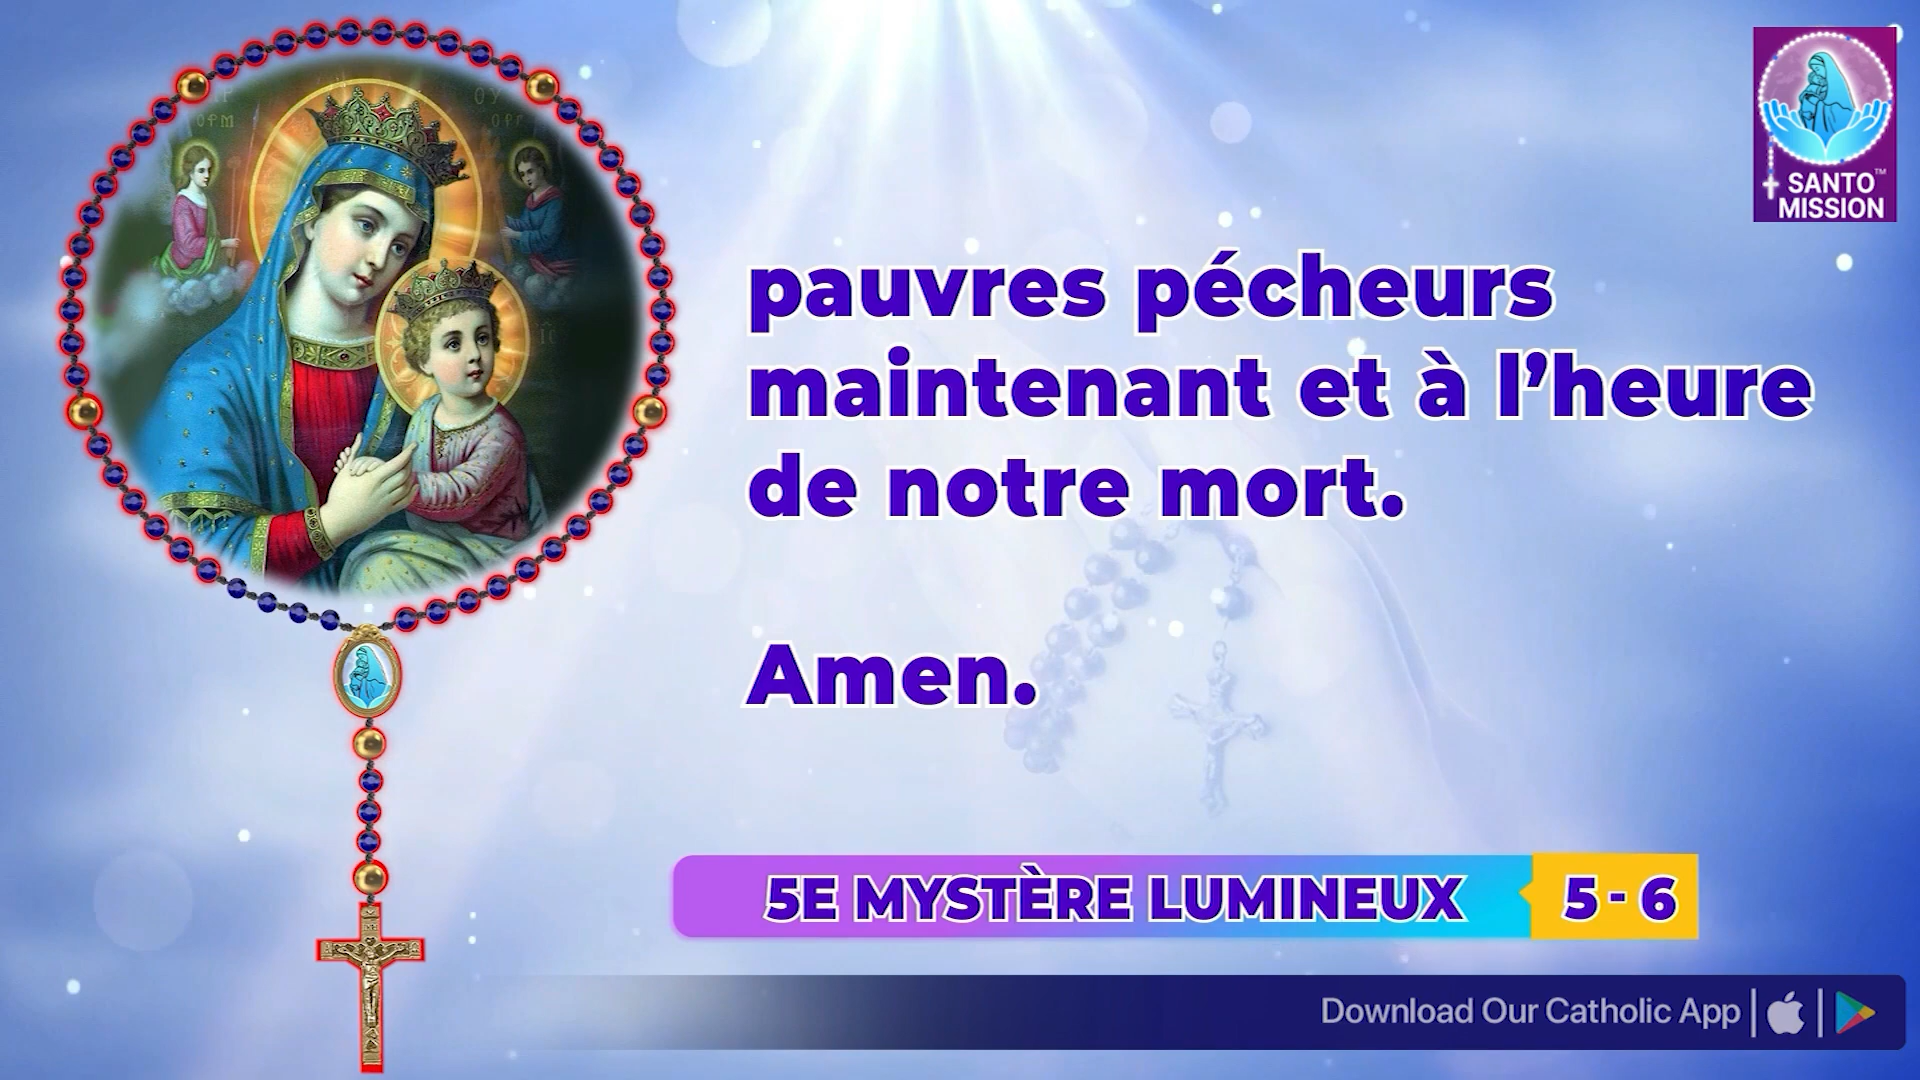 SANTO™
MISSION
pauvres pécheurs
maintenant et à l’heure
de notre mort.
Amen.
5E MYSTÈRE LUMINEUX 5 - 6
Download Our Catholic App